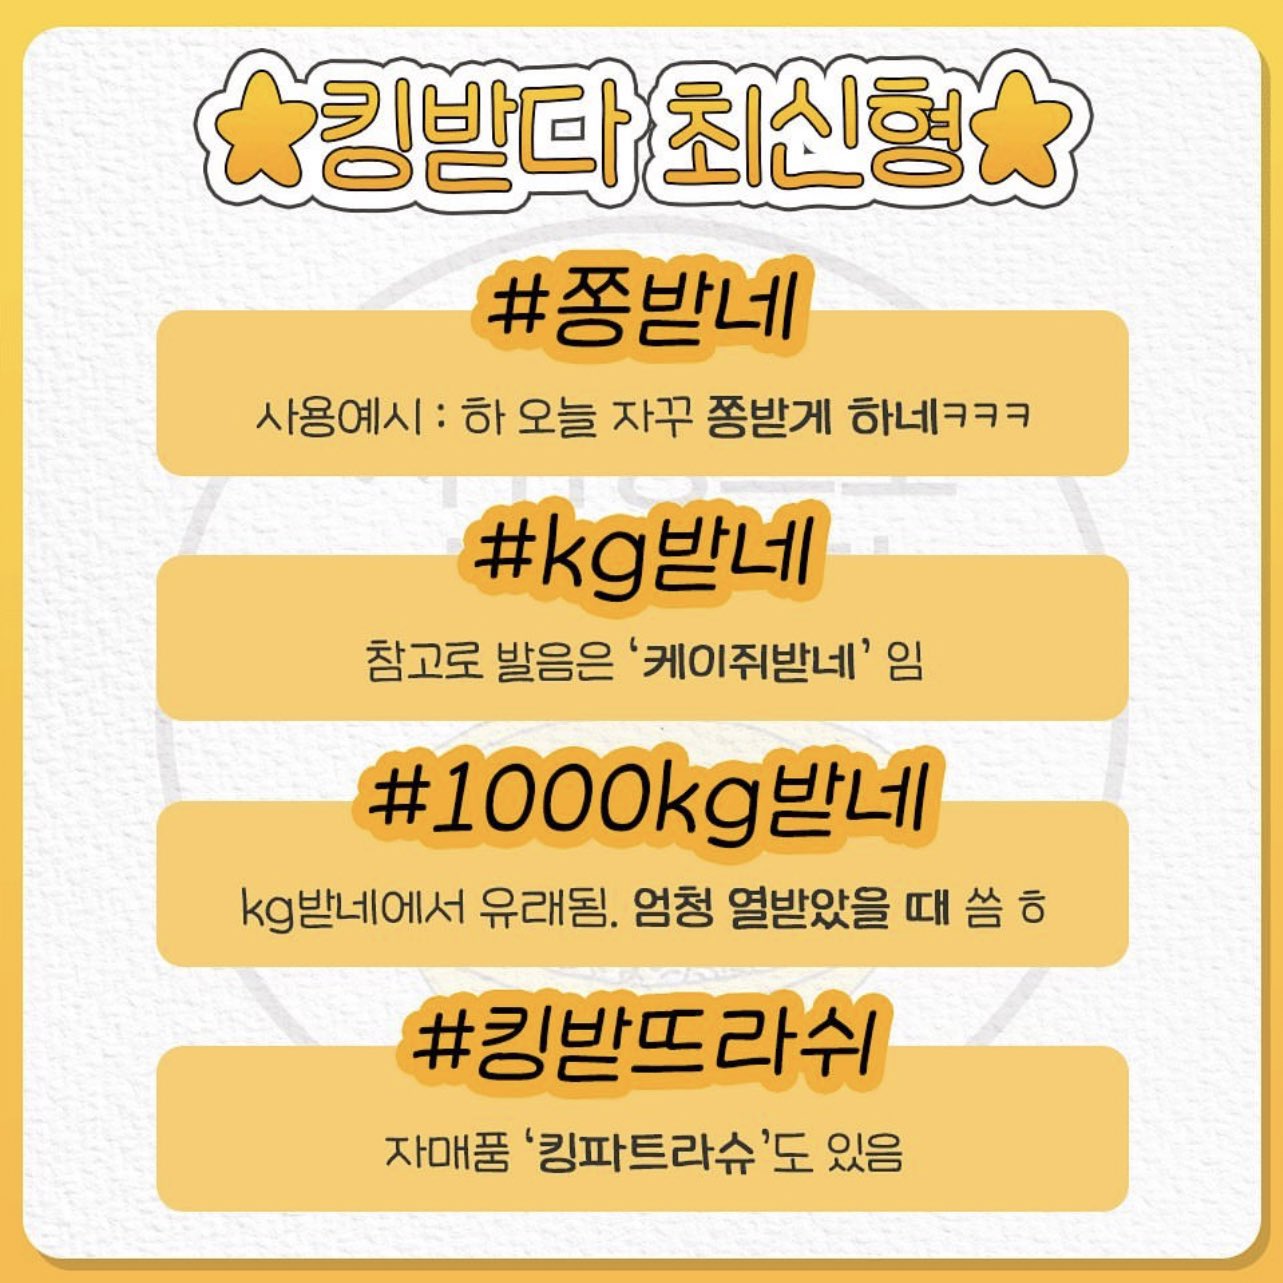 킹받다 최신형
#쫑받네
사용예시 : 하 오늘 자꾸 쫑받게 하네ㅋㅋㅋ
#kg받네
참고로 발음은 ‘케이쥐받네’ 임
#1000kg받네
kg받네에서 유래됨. 엄청 열받았을 때 씀 ㅎ
#킹받뜨라쉬
자매품 ‘킹파트라슈’도 있음